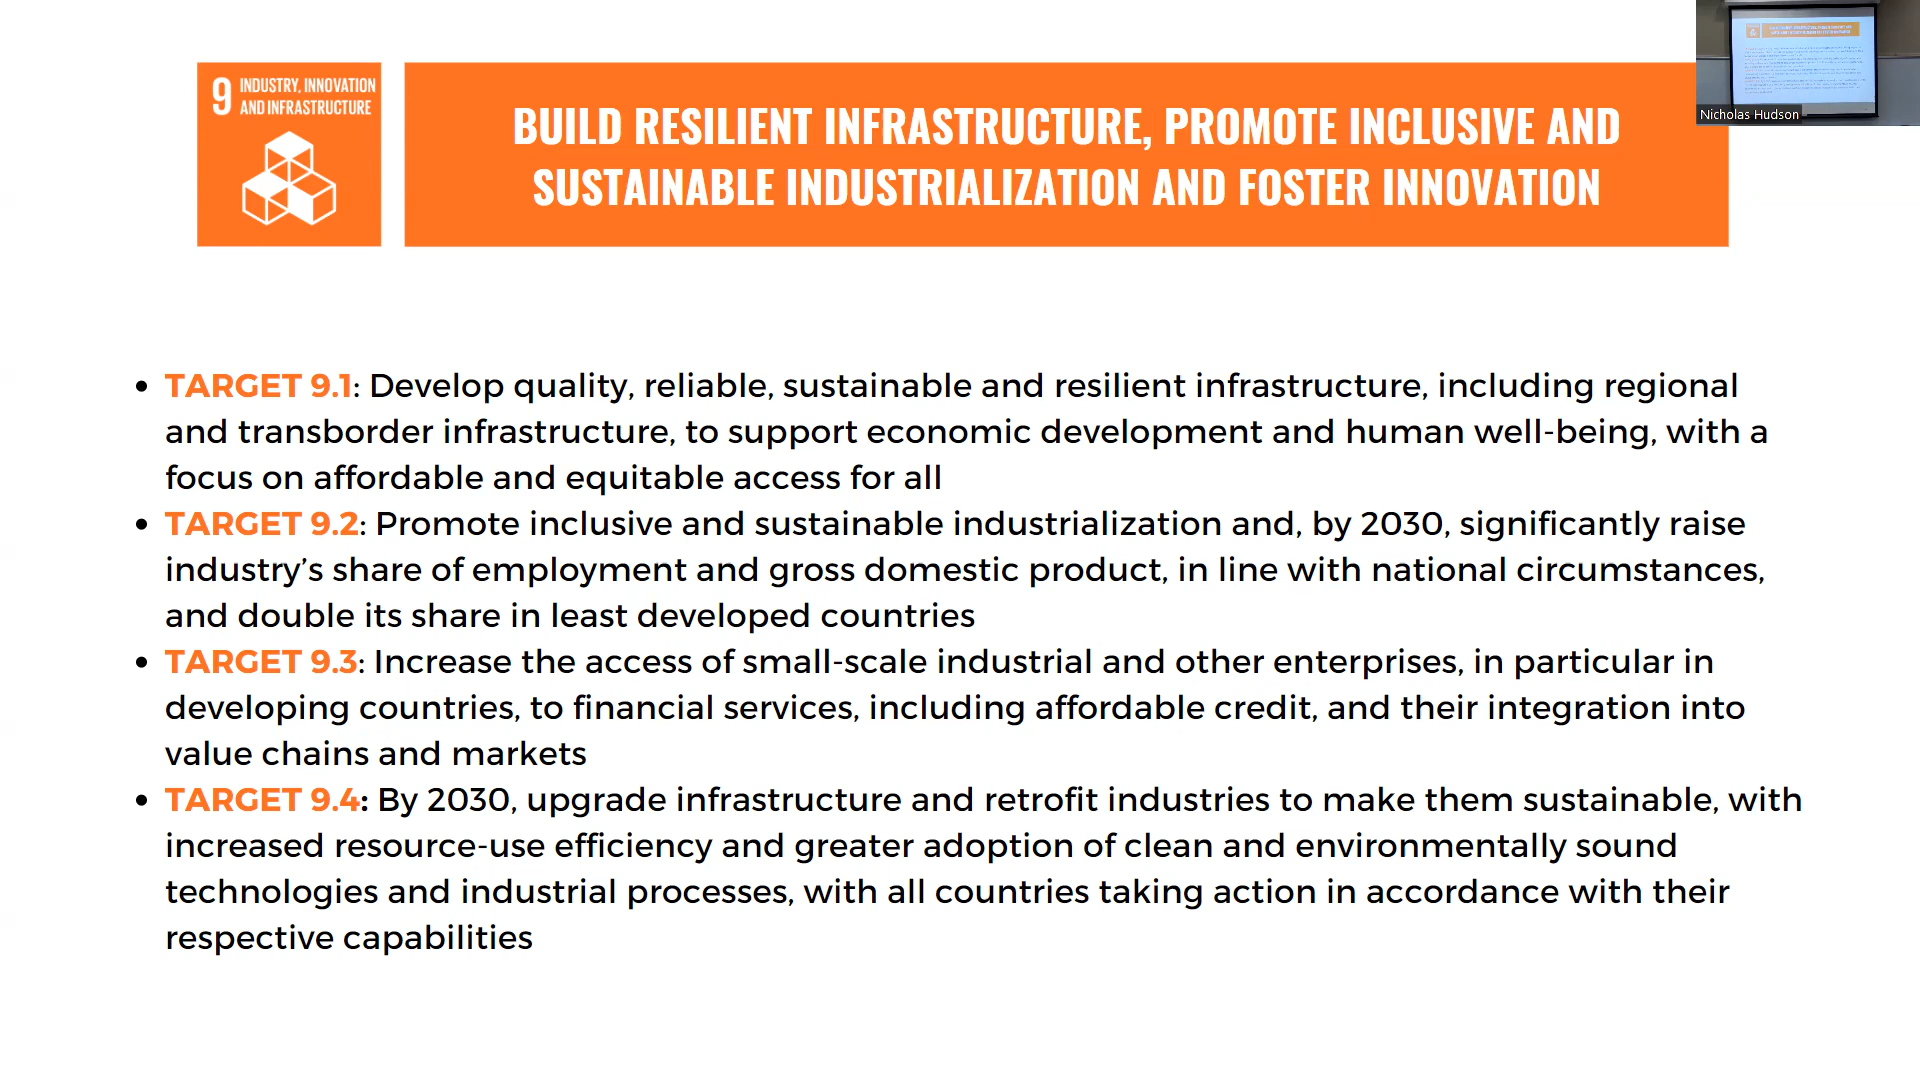 9 INDUSTRY, INNOVATION
AND INFRASTRUCTURE
BUILD RESILIENT INFRASTRUCTURE, PROMOTE INCLUSIVE AND
SUSTAINABLE INDUSTRIALIZATION AND FOSTER INNOVATION
Nicholas Hudson
• TARGET 9.1: Develop quality, reliable, sustainable and resilient infrastructure, including regional
and transborder infrastructure, to support economic development and human well-being, with a
focus on affordable and equitable access for all
• TARGET 9.2: Promote inclusive and sustainable industrialization and, by 2030, significantly raise
industry’s share of employment and gross domestic product, in line with national circumstances,
and double its share in least developed countries
• TARGET 9.3: Increase the access of small-scale industrial and other enterprises, in particular in
developing countries, to financial services, including affordable credit, and their integration into
value chains and markets
• TARGET 9.4: By 2030, upgrade infrastructure and retrofit industries to make them sustainable, with
increased resource-use efficiency and greater adoption of clean and environmentally sound
technologies and industrial processes, with all countries taking action in accordance with their
respective capabilities